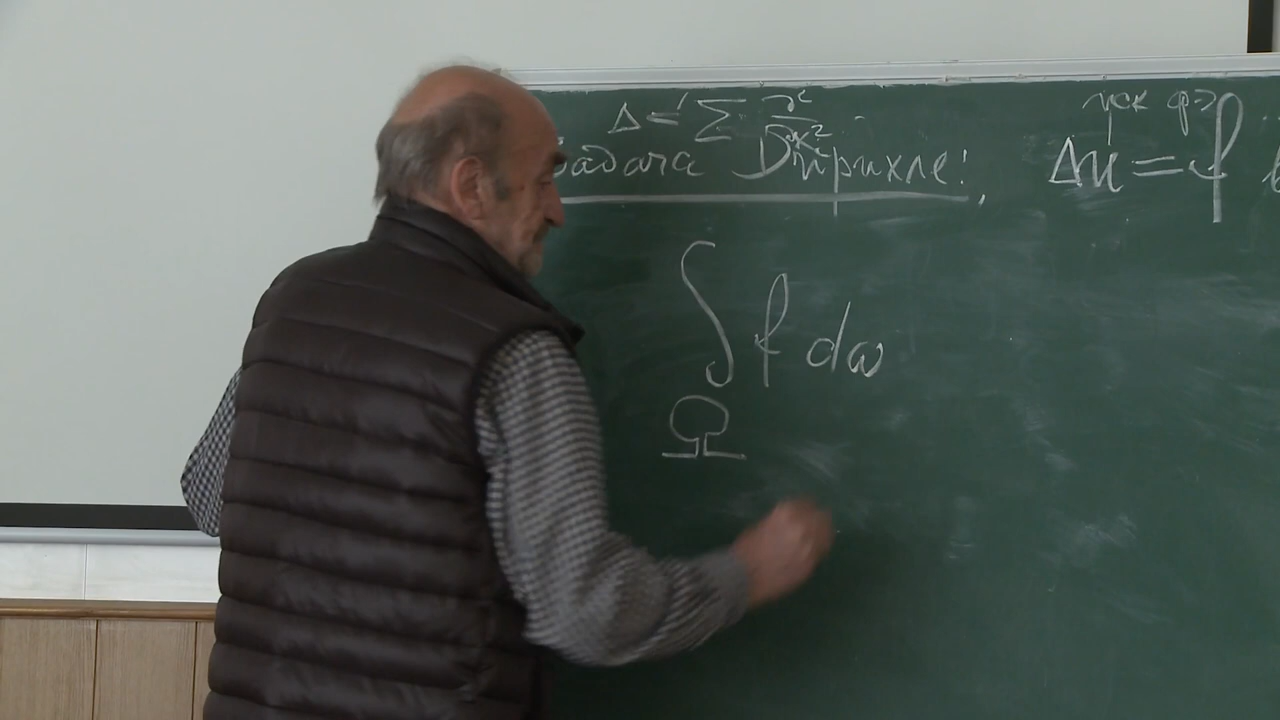 Δ = ∑ ∂²/∂x²
Задача Дирихле:
Δu = f в
∫ f dω
Ω